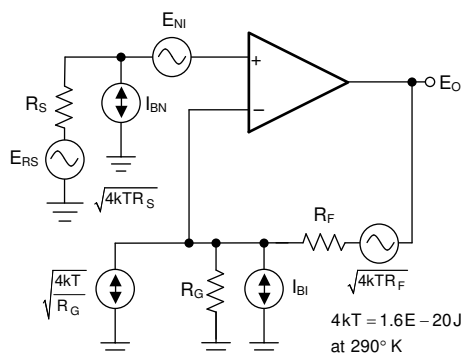 E_NI
+
−
E_O
R_S
I_BN
E_RS
√4kTR_S
R_F
√4kTR_F
√4kT/R_G
R_G
I_BI
4kT = 1.6E − 20J
at 290° K